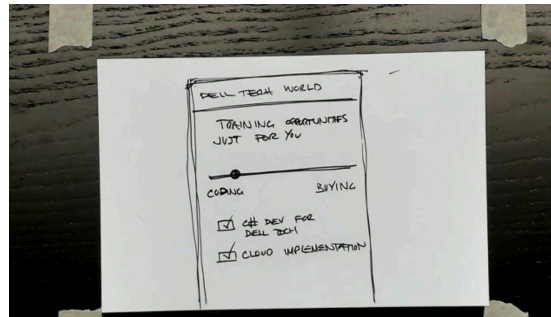 DELL TECH WORLD
TRAINING OPPORTUNITIES
JUST FOR YOU
CODING BUYING
C# DEV FOR
DELL TECH
CLOUD IMPLEMENTATION